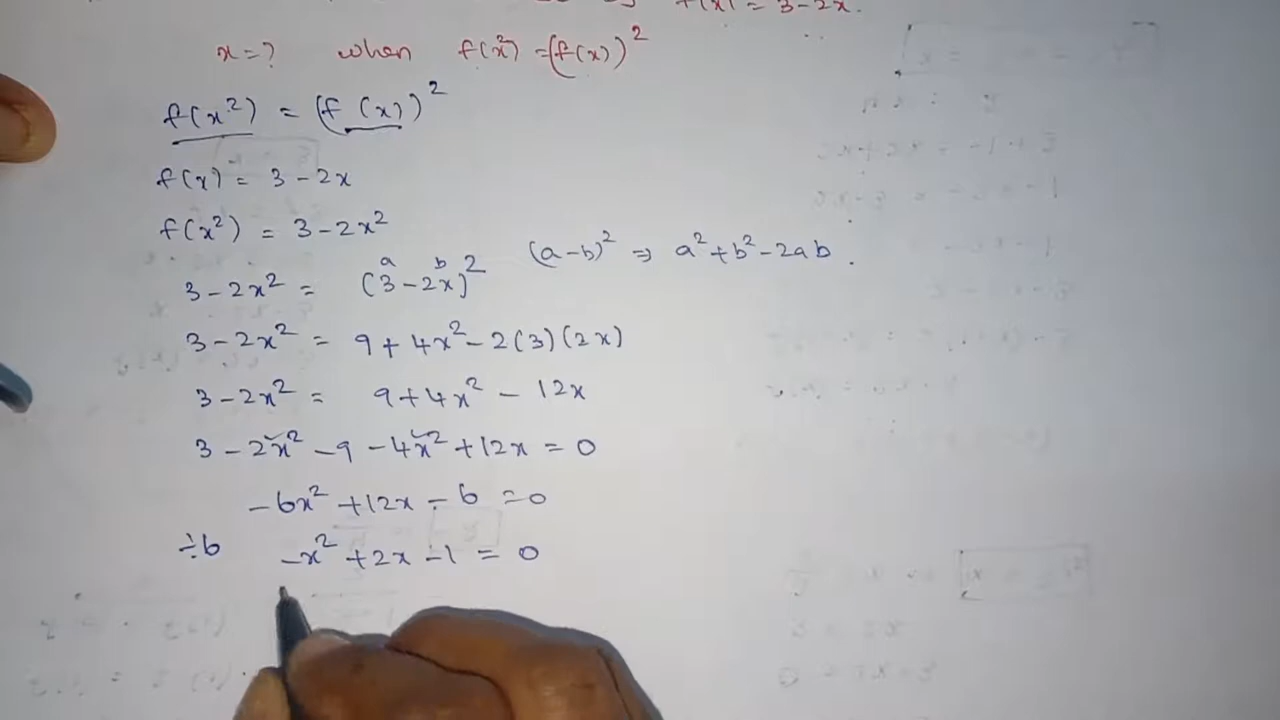 f(x) = 3-2x.
x=? when f(x²) = (f(x))²
f(x²) = (f(x))²
f(x) = 3-2x
f(x²) = 3-2x²
(a-b)² ⇒ a²+b²-2ab.
a b
3-2x² = (3-2x)²
3-2x² = 9+4x²-2(3)(2x)
3-2x² = 9+4x²-12x
3-2x²-9-4x²+12x=0
-6x²+12x-6=0
÷6 -x²+2x-1=0